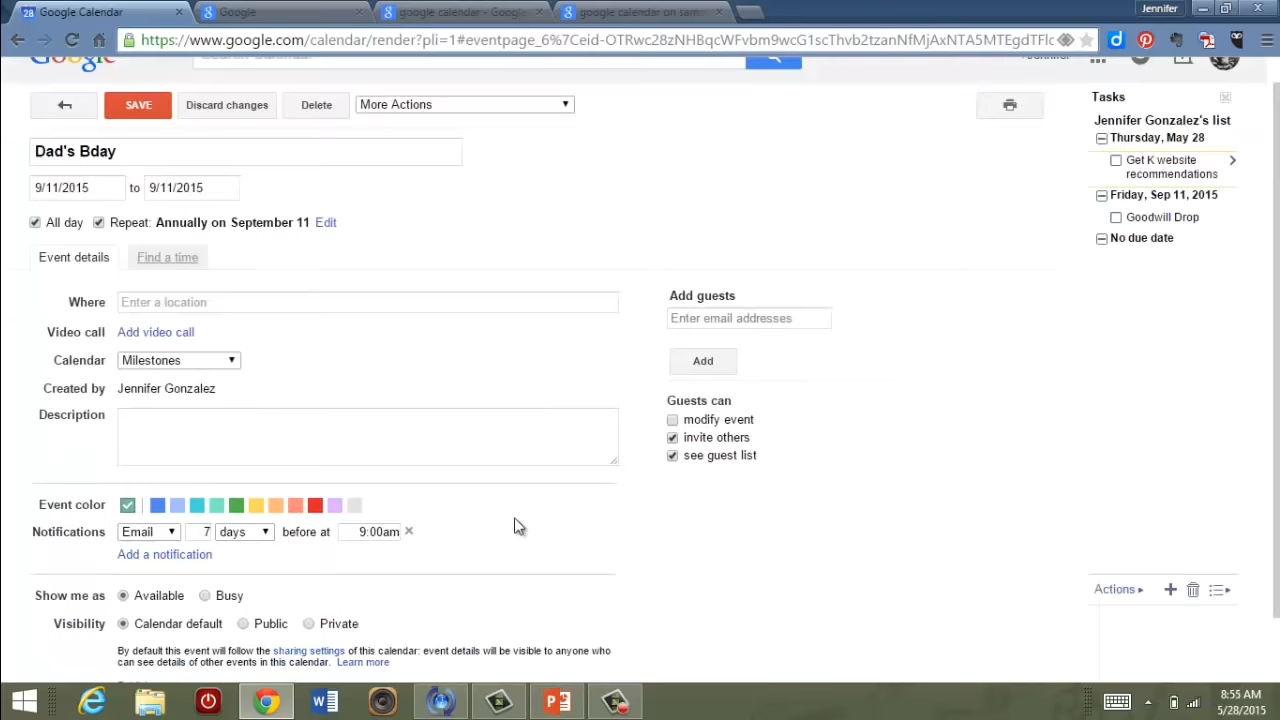 28 Google Calendar
Google
google calendar - Google
google calendar on sam
Jennifer
https://www.google.com/calendar/render?pli=1#eventpage_6%7Ceid-OTRwc28zNHBqcWFvbm9wcG1scThvb2tzanNfMjAxNTA5MTEgdTFlc
Google
SAVE
Discard changes
Delete
More Actions
Dad's Bday
9/11/2015 to 9/11/2015
All day Repeat: Annually on September 11 Edit
Event details
Find a time
Where Enter a location
Video call Add video call
Calendar Milestones
Created by Jennifer Gonzalez
Description
Event color
Notifications Email 7 days before at 9:00am ×
Add a notification
Show me as Available Busy
Visibility Calendar default Public Private
By default this event will follow the sharing settings of this calendar: event details will be visible to anyone who
can see details of other events in this calendar. Learn more
Add guests
Enter email addresses
Add
Guests can
modify event
invite others
see guest list
Tasks
Jennifer Gonzalez's list
Thursday, May 28
Get K website
recommendations
Friday, Sep 11, 2015
Goodwill Drop
No due date
Actions
8:55 AM
5/28/2015